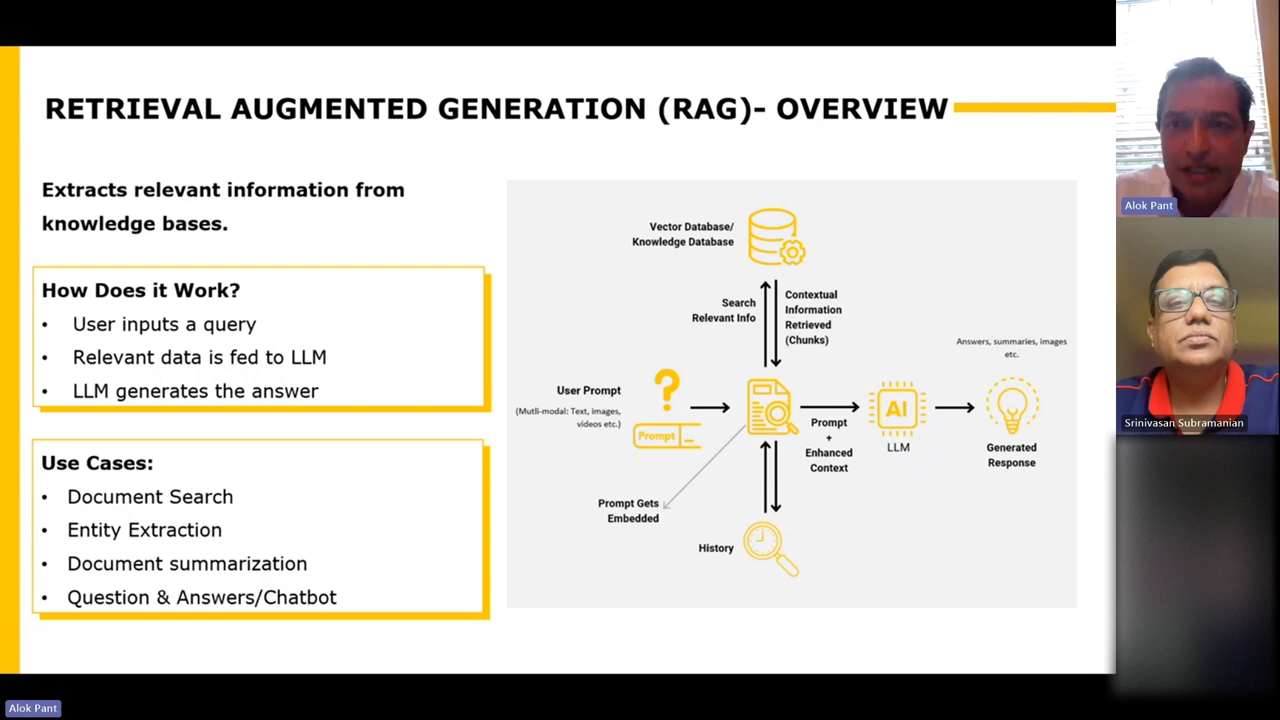 RETRIEVAL AUGMENTED GENERATION (RAG)- OVERVIEW
Extracts relevant information from
knowledge bases.
How Does it Work?
• User inputs a query
• Relevant data is fed to LLM
• LLM generates the answer
Use Cases:
• Document Search
• Entity Extraction
• Document summarization
• Question & Answers/Chatbot
Vector Database/
Knowledge Database
Search
Relevant Info
Contextual
Information
Retrieved
(Chunks)
User Prompt
(Mutli-modal: Text, images,
videos etc.)
Prompt
Prompt
+
Enhanced
Context
AI
LLM
Answers, summaries, images
etc.
Generated
Response
Prompt Gets
Embedded
History
Alok Pant
Srinivasan Subramanian
Alok Pant